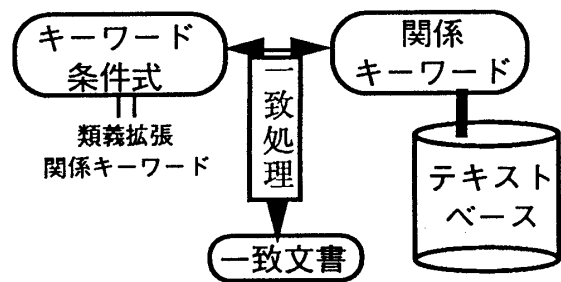 キーワード
条件式
類義拡張
関係キーワード
一致処理
関係
キーワード
テキスト
ベース
一致文書